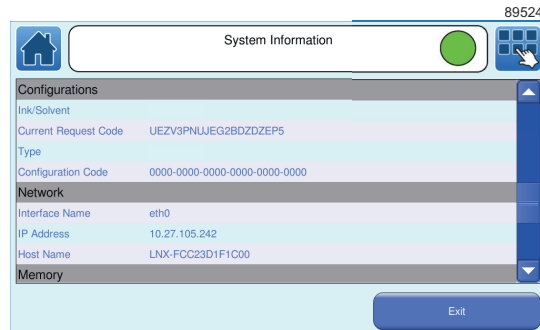 89524
System Information
Configurations
Ink/Solvent
Current Request Code UEZV3PNUJEG2BDZDZEP5
Type
Configuration Code 0000-0000-0000-0000-0000-0000
Network
Interface Name eth0
IP Address 10.27.105.242
Host Name LNX-FCC23D1F1C00
Memory
Exit